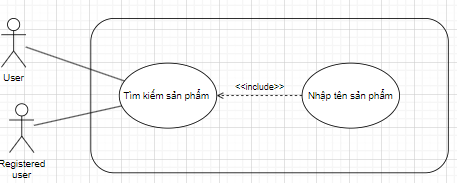 User
Tìm kiếm sản phẩm
<<include>>
Nhập tên sản phẩm
Registered
user